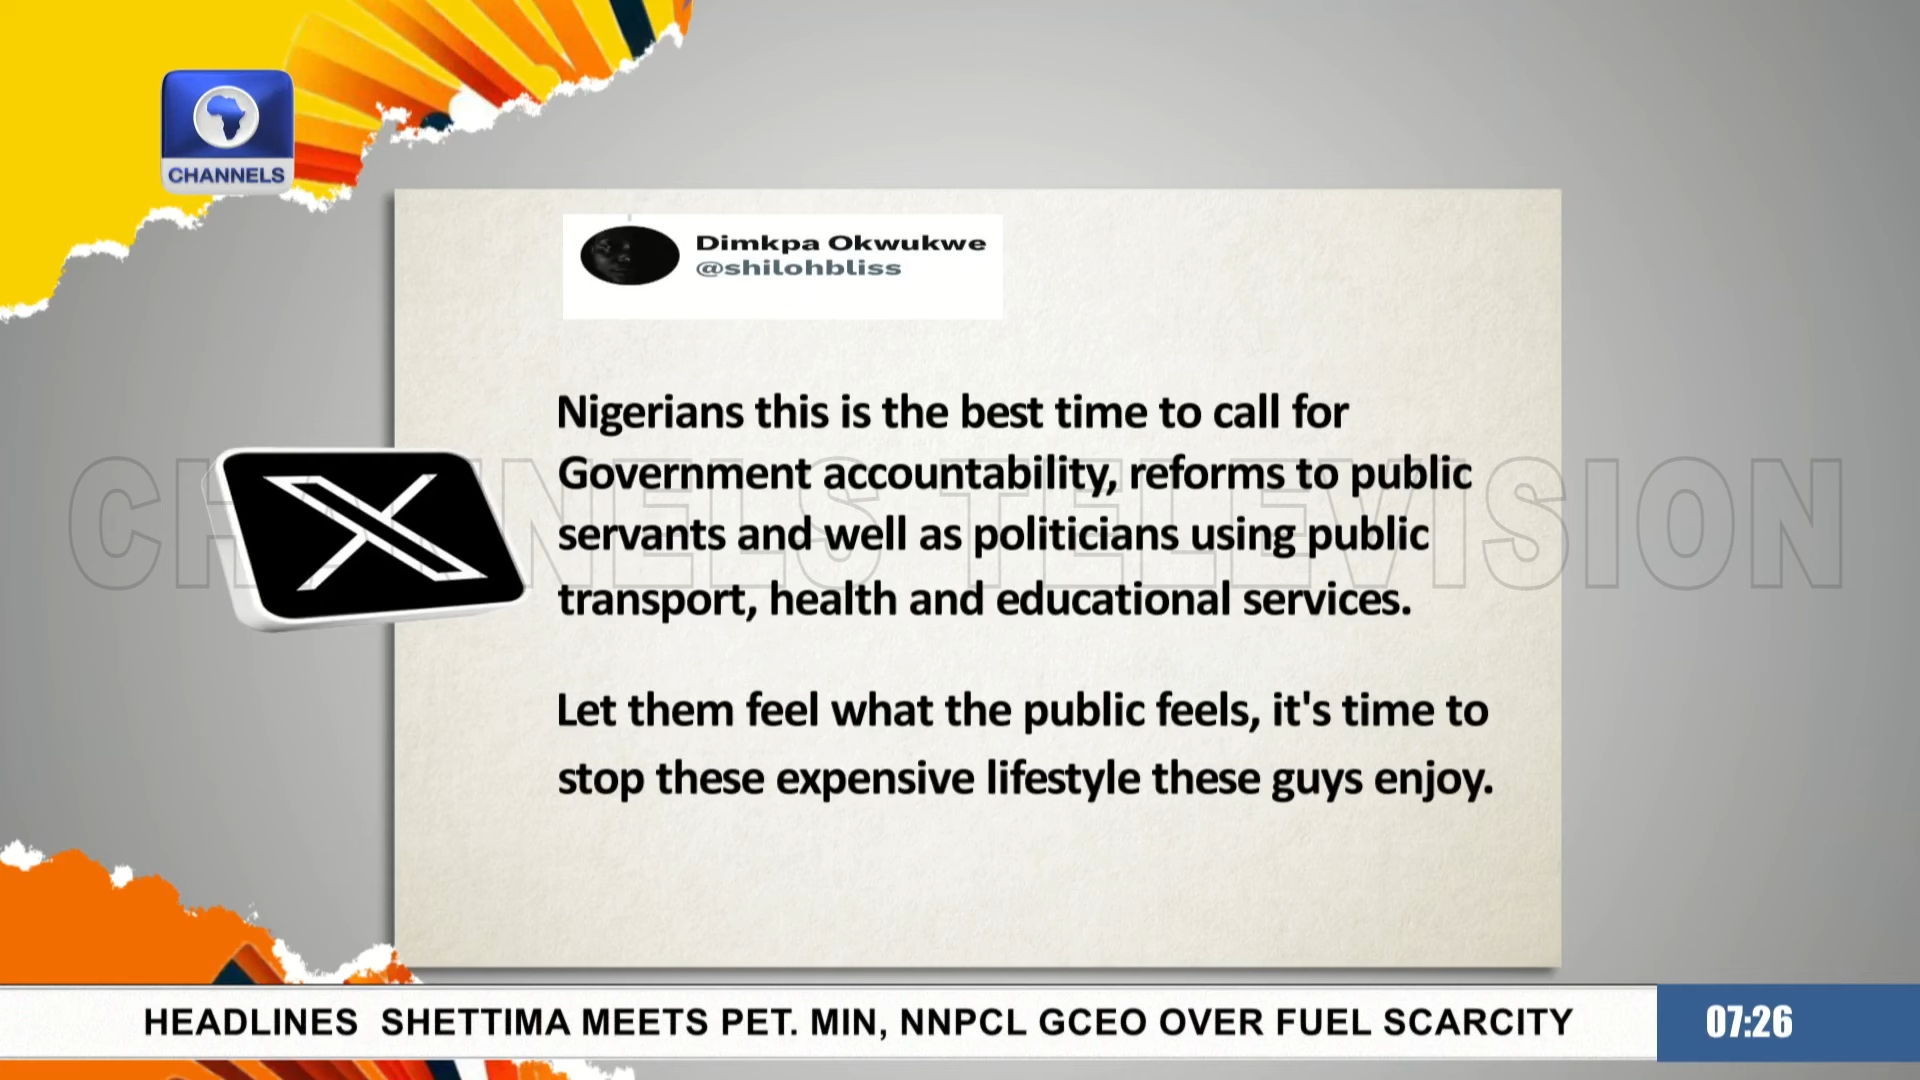 CHANNELS
Dimkpa Okwukwe
@shilohbliss
Nigerians this is the best time to call for
Government accountability, reforms to public
servants and well as politicians using public
transport, health and educational services.
Let them feel what the public feels, it's time to
stop these expensive lifestyle these guys enjoy.
CHANNELS TELEVISION
HEADLINES SHETTIMA MEETS PET. MIN, NNPCL GCEO OVER FUEL SCARCITY
07:26